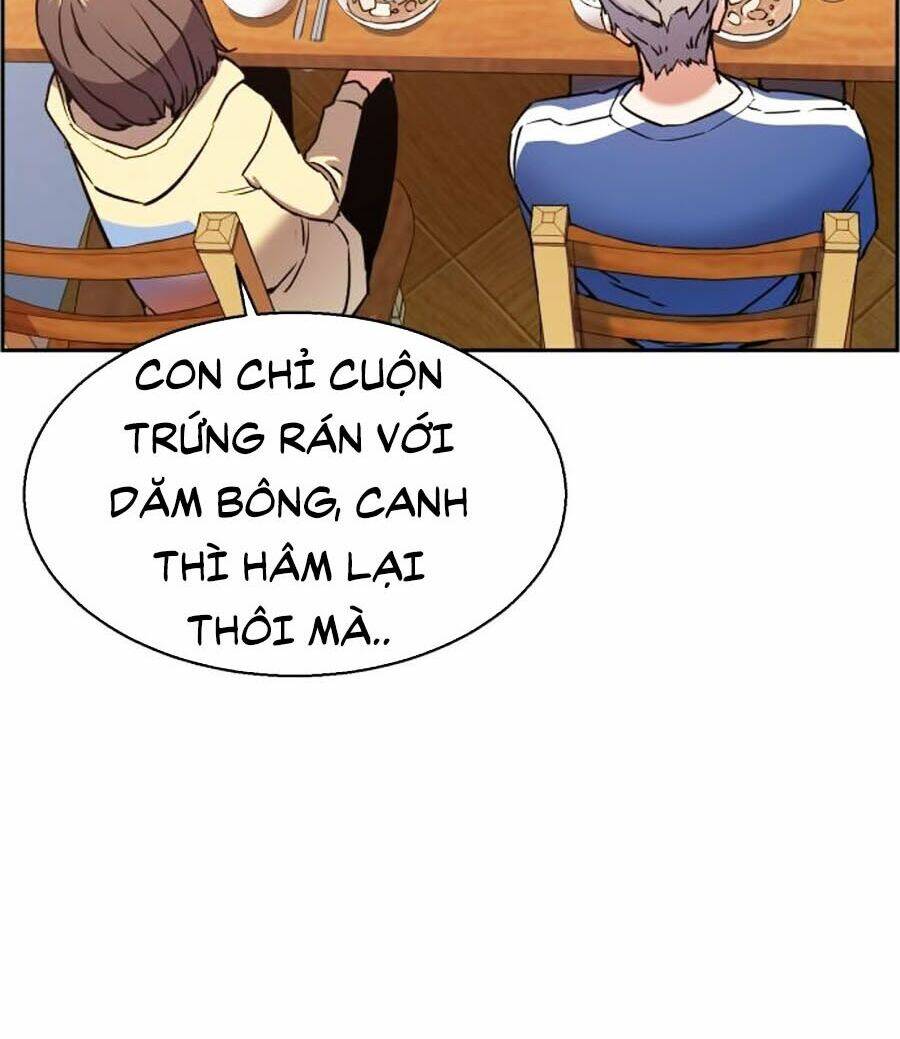 CON CHỈ CUỘN
TRỨNG RÁN VỚI
DĂM BÔNG, CANH
THÌ HÂM LẠI
THÔI MÀ..